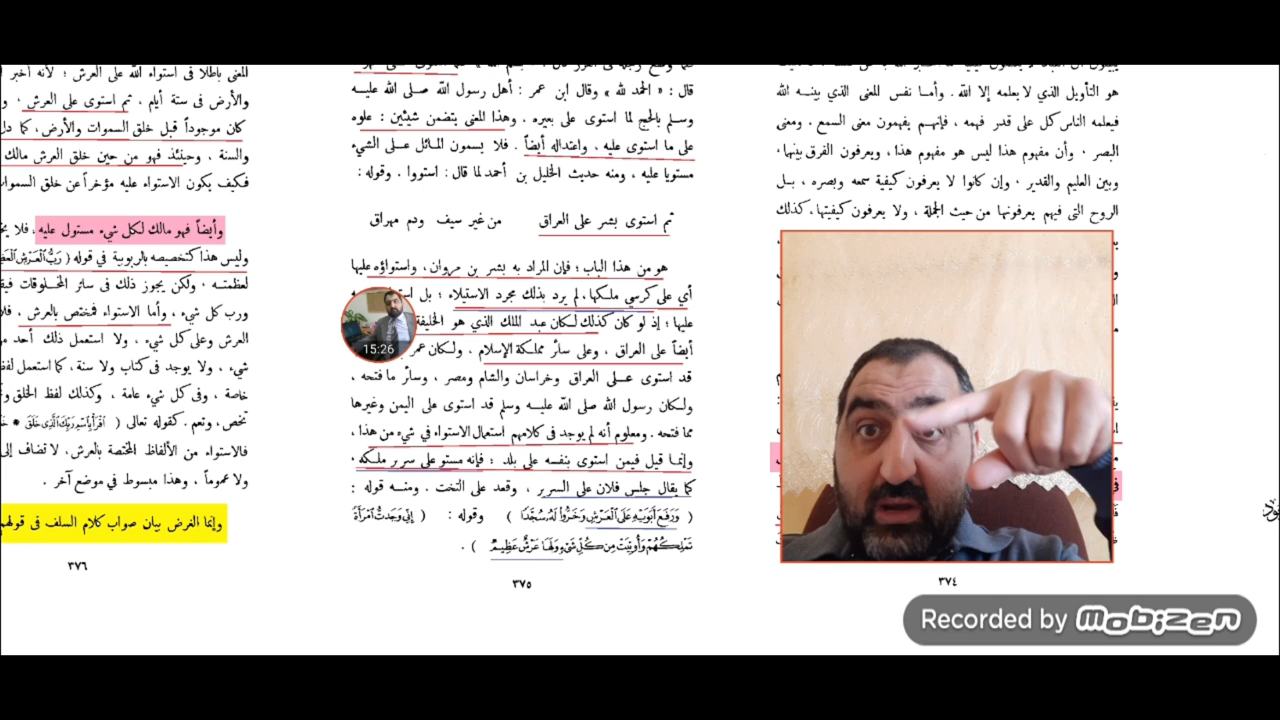 هو التأويل الذي لا يعلمه إلا الله . وأما نفس المعنى الذي بينه الله
فيعلمه الناس كل على قدر فهمه ، فإنهم يفهمون معنى السمع . ومعنى
البصر . وأن مفهوم هذا ليس هو مفهوم هذا ، ويعرفون الفرق بينها ،
وبين العليم والقدير . وإن كانوا لا يعرفون كيفية سمعه وبصره ، بل
الروح التى فيهم يعرفونها من حيث الجملة ، ولا يعرفون كيفيتها ، كذلك
٣٧٤
قال : « الحمد لله » وقال ابن عمر : أهل رسول الله صلى الله عليه
وسلم بالحج لما استوى على بعيره . وهذا المعنى يتضمن شيئين : علوه
على ما استوى عليه ، واعتداله أيضاً . فلا يسمون المائل على الشيء
مستويا عليه ، ومنه حديث الخليل بن أحمد لما قال : استووا . وقوله :
ثم استوى بشر على العراق من غير سيف ودم مهراق
هو من هذا الباب ؛ فإن المراد به بشر بن مروان ، واستواؤه عليها
أي على كرسي ملكها ، لم يرد بذلك مجرد الاستيلاء ؛ بل
عليها ؛ إذ لو كان كذلك لكان عبد الملك الذي هو الخليفة
أيضاً على العراق ، وعلى سائر مملكة الإسلام ، ولكان عمر
قد استوى على العراق وخراسان والشام ومصر ، وسائر ما فتحه ،
ولكان رسول الله صلى الله عليه وسلم قد استوى على اليمن وغيرها
مما فتحه . ومعلوم أنه لم يوجد فى كلامهم استعمال الاستواء في شيء من هذا ،
وإنما قيل فيمن استوى بنفسه على بلد : فإنه مستو على سرير ملكه ،
كما يقال جلس فلان على السرير ، وقعد على التخت . ومنه قوله :
( وَرَفَعَ أَبَوَيْهِ عَلَى الْعَرْشِ وَخَرُّوا لَهُ سُجَّدًا ) وقوله : ( إِنِّي وَجَدتُّ امْرَأَةً
تَمْلِكُهُمْ وَأُوتِيَتْ مِن كُلِّ شَيْءٍ وَلَهَا عَرْشٌ عَظِيمٌ ) .
٣٧٥
المعنى باطلا فى استواء الله على العرش ؛ لأنه أخبر
والأرض فى ستة أيام ، ثم استوى على العرش .
كان موجوداً قبل خلق السموات والأرض ، كما دل
والسنة ، وحينئذ فهو من حين خلق العرش مالك
فكيف يكون الاستواء عليه مؤخراً عن خلق السموات
وأيضاً فهو مالك لكل شيء مستول عليه ، فلا
وليس هذا كتخصيصه بالربوبية في قوله ( رَبُّ الْعَرْشِ
لعظمته . ولكن يجوز ذلك فى سائر المخلوقات
ورب كل شيء ، وأما الاستواء فمختص بالعرش ،
العرش وعلى كل شيء ، ولا استعمل ذلك أحد
شيء ، ولا يوجد فى كتاب ولا سنة ، كما استعمل لفظ
خاصة ، وفى كل شيء عامة ، وكذلك لفظ الخلق
تخص ، وتعم . كقوله تعالى ( اقْرَأْ بِاسْمِ رَبِّكَ الَّذِي خَلَقَ *
فالاستواء من الألفاظ المختصة بالعرش ، لا تضاف إلى
ولا عموماً ، وهذا مبسوط في موضع آخر .
وإنما الغرض بيان صواب كلام السلف فى قولهم
٣٧٦
15:26
Recorded by Mobizen